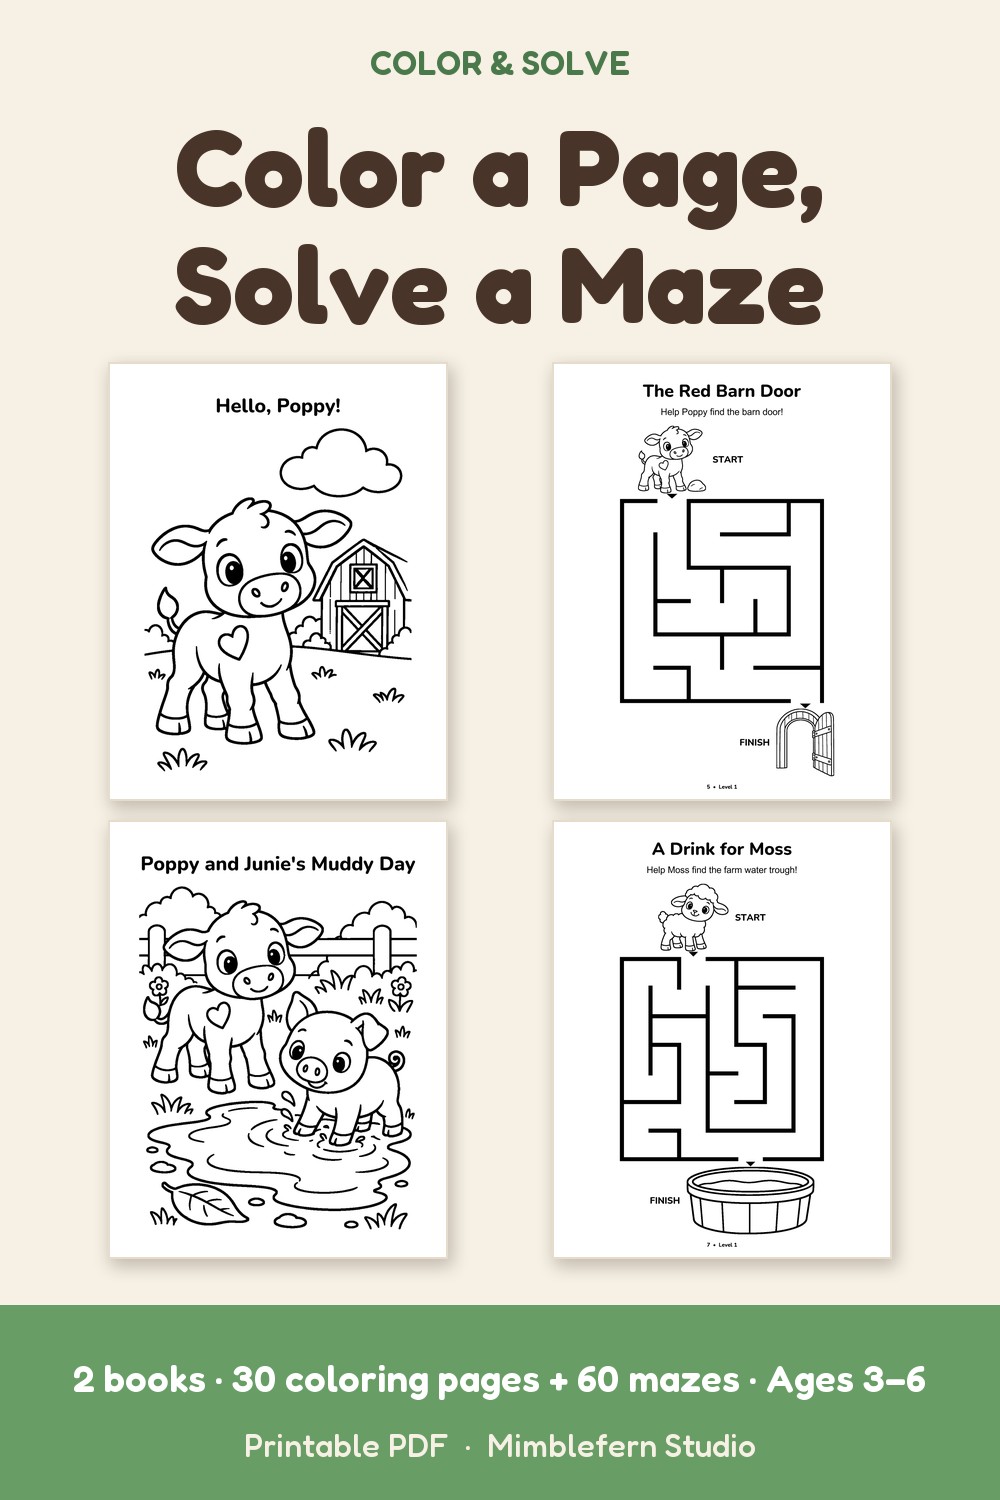 COLOR & SOLVE
Color a Page,
Solve a Maze
Hello, Poppy!
The Red Barn Door
Help Poppy find the barn door!
START
FINISH
5 • Level 1
Poppy and Junie's Muddy Day
A Drink for Moss
Help Moss find the farm water trough!
START
FINISH
7 • Level 1
2 books · 30 coloring pages + 60 mazes · Ages 3–6
Printable PDF · Mimblefern Studio